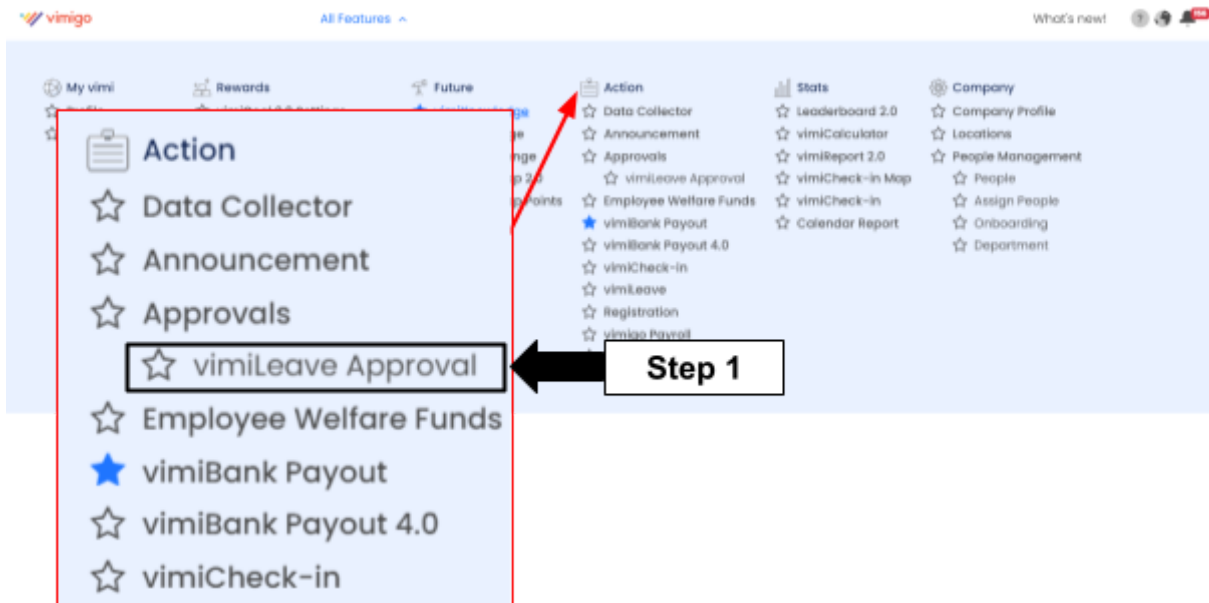 vimigo
All Features
What's new!
My vimi
Rewards
Future
Action
Stats
Company
Data Collector
Announcement
Approvals
vimiLeave Approval
Employee Welfare Funds
vimiBank Payout
vimiBank Payout 4.0
vimiCheck-in
vimiLeave
Registration
vimigo Payroll
Leaderboard 2.0
vimiCalculator
vimiReport 2.0
vimiCheck-in Map
vimiCheck-in
Calendar Report
Company Profile
Locations
People Management
People
Assign People
Onboarding
Department
Action
Data Collector
Announcement
Approvals
vimiLeave Approval
Employee Welfare Funds
vimiBank Payout
vimiBank Payout 4.0
vimiCheck-in
Step 1